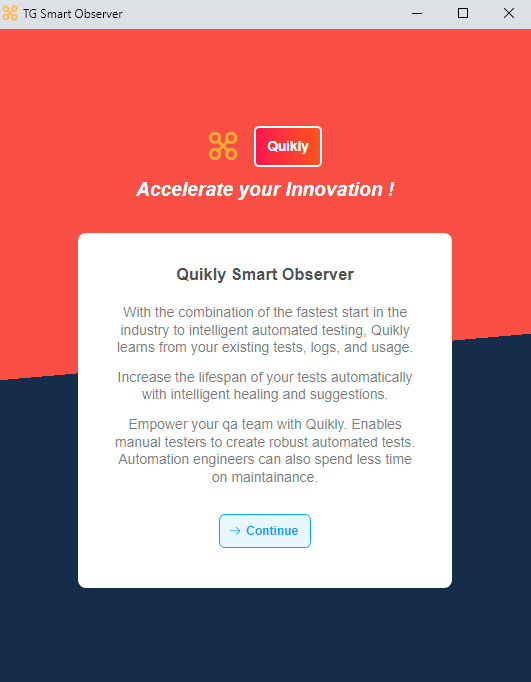 TG Smart Observer
Quikly
Accelerate your Innovation !
Quikly Smart Observer
With the combination of the fastest start in the
industry to intelligent automated testing, Quikly
learns from your existing tests, logs, and usage.
Increase the lifespan of your tests automatically
with intelligent healing and suggestions.
Empower your qa team with Quikly. Enables
manual testers to create robust automated tests.
Automation engineers can also spend less time
on maintainance.
Continue